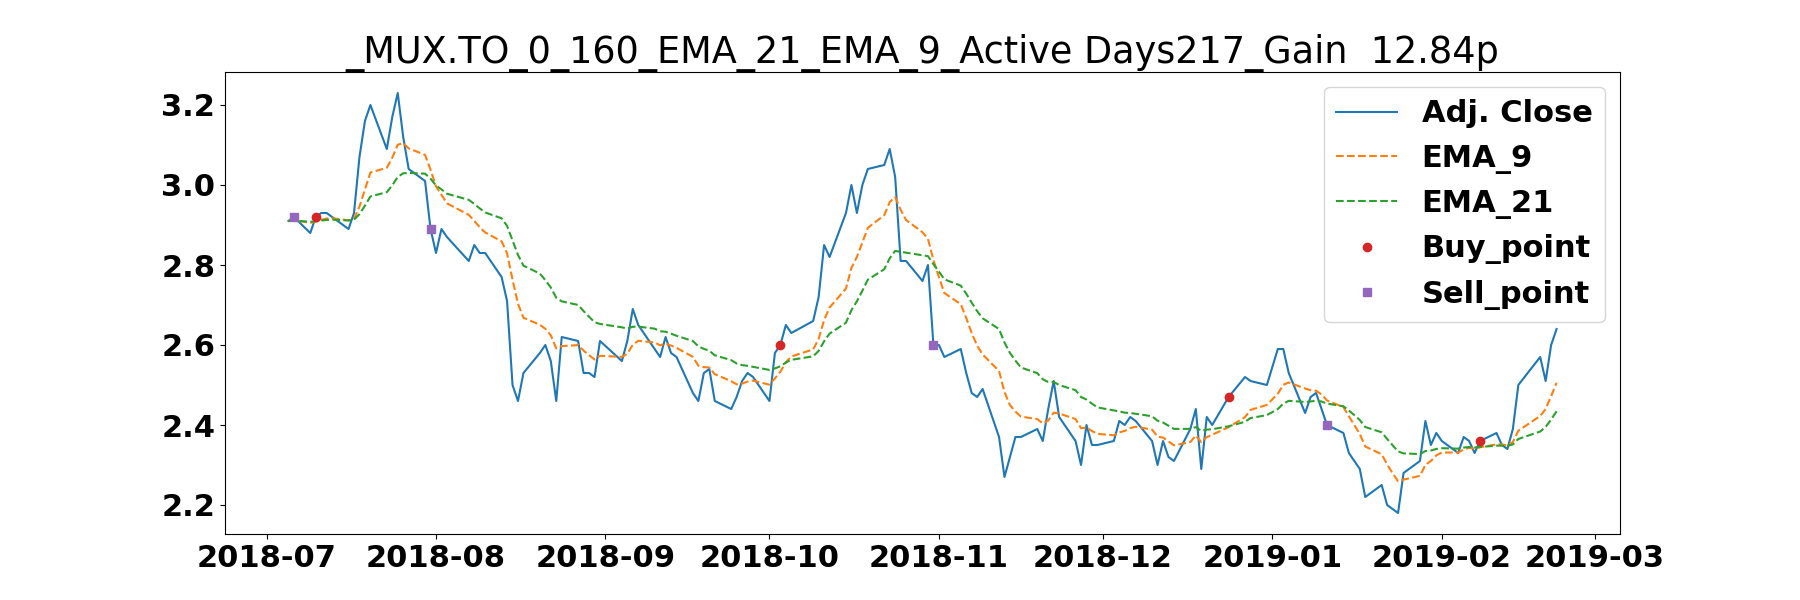 _MUX.TO_0_160_EMA_21_EMA_9_Active Days217_Gain  12.84p
3.2
3.0
2.8
2.6
2.4
2.2
Adj. Close
EMA_9
EMA_21
Buy_point
Sell_point
2018-07 2018-08 2018-09 2018-10 2018-11 2018-12 2019-01 2019-02 2019-03